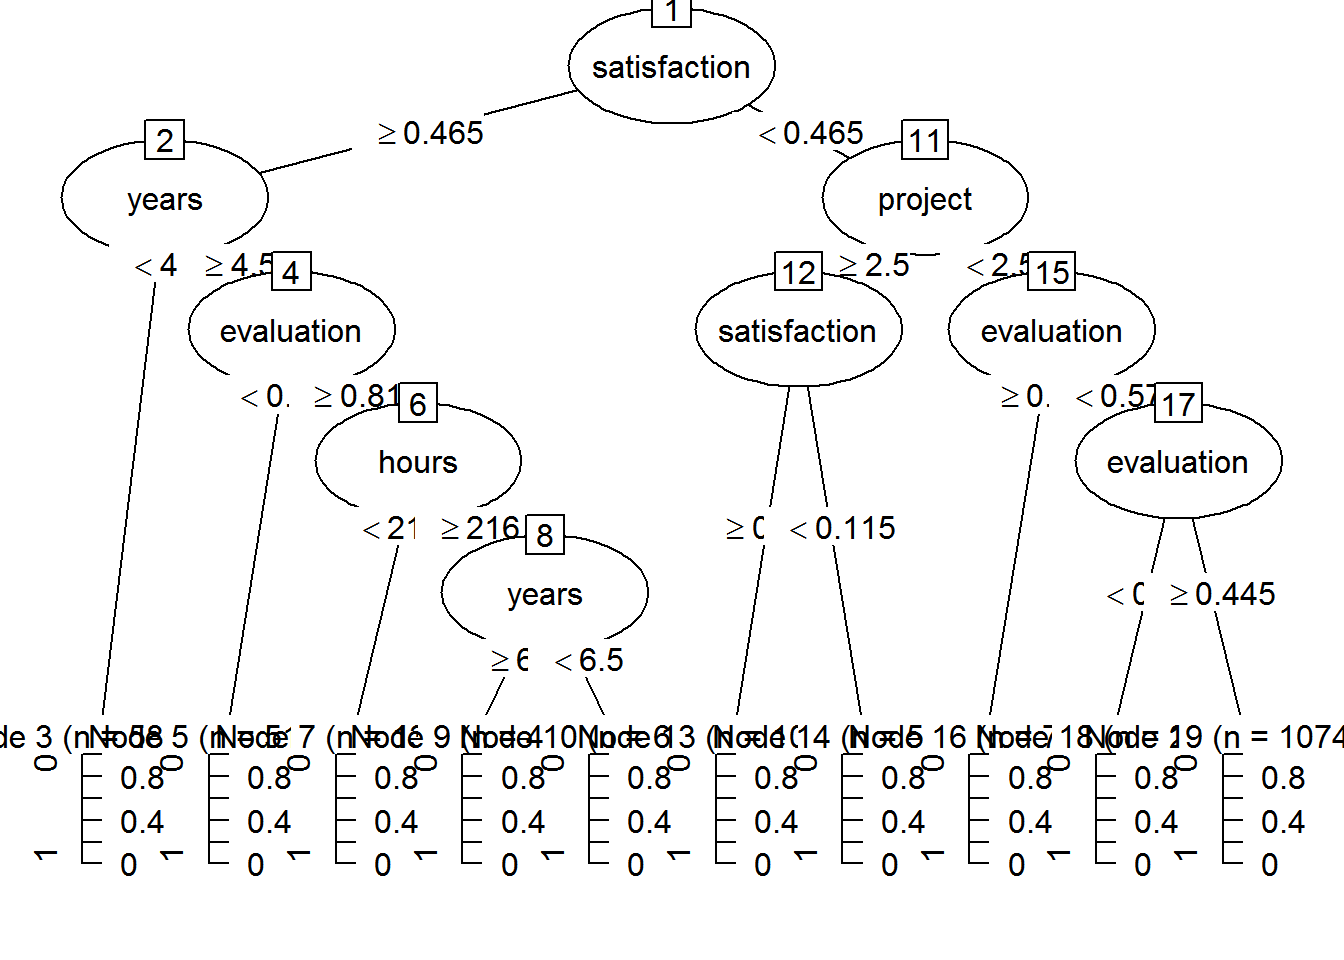 1
satisfaction
≥ 0.465
< 0.465
2
11
years
project
< 4
≥ 4.5
≥ 2.5
< 2.5
4
12
15
evaluation
satisfaction
evaluation
< 0.
≥ 0.81
≥ 0.
< 0.57
6
17
hours
evaluation
< 21
≥ 216
≥ 0
< 0.115
8
years
< 0
≥ 0.445
≥ 6
< 6.5
de 3 (n = 58
Node 5 (n = 5
Node 7 (n = 1
Node 9 (n = 4
10 (n = 6
13 (n = 10
Node 14 (n = 5
16 (n = 7
18 (n =
19 (n = 1074
0 0 0 0 0 0 0 0 0 0
0.8 0.8 0.8 0.8 0.8 0.8 0.8 0.8 0.8 0.8
0.4 0.4 0.4 0.4 0.4 0.4 0.4 0.4 0.4 0.4
1 1 1 1 1 1 1 1 1 1
0 0 0 0 0 0 0 0 0 0